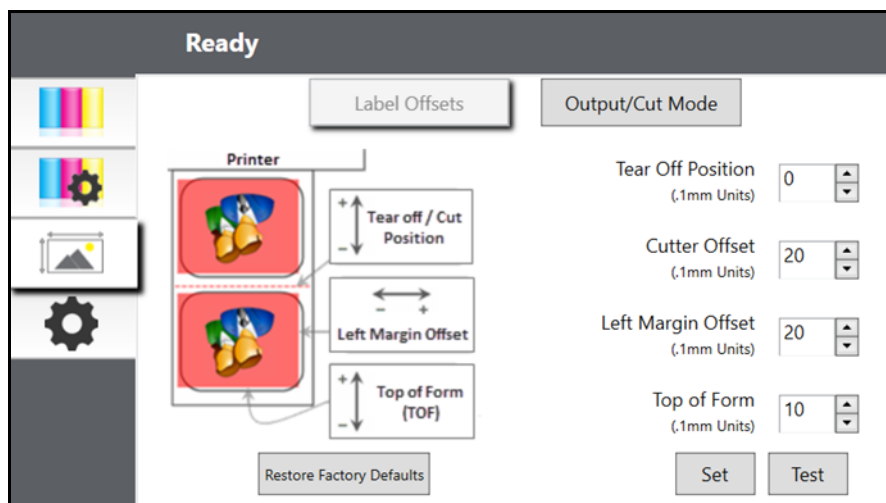 Ready
Label Offsets
Output/Cut Mode
Printer
+
Tear off / Cut
Position
−
− +
Left Margin Offset
+
Top of Form
(TOF)
−
Tear Off Position
(.1mm Units)
0
Cutter Offset
(.1mm Units)
20
Left Margin Offset
(.1mm Units)
20
Top of Form
(.1mm Units)
10
Restore Factory Defaults
Set
Test